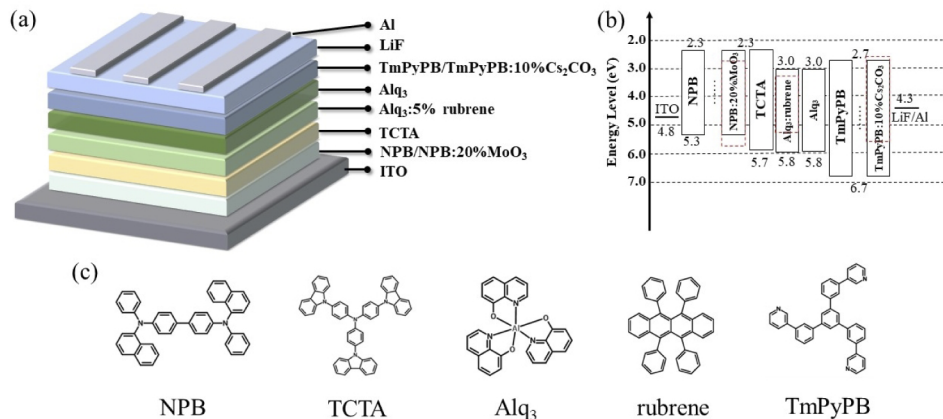 (a)
Al
LiF
TmPyPB/TmPyPB:10%Cs₂CO₃
Alq₃
Alq₃:5% rubrene
TCTA
NPB/NPB:20%MoO₃
ITO
(b)
Energy Level (eV)
2.0
3.0
4.0
5.0
6.0
7.0
ITO
4.8
NPB
5.3
2.3
NPB:20%MoO₃
2.3
TCTA
5.7
3.0
Alq₃:rubrene
5.8
3.0
Alq₃
5.8
TmPyPB
2.7
6.7
TmPyPB:10%Cs₂CO₃
4.3
LiF/Al
(c)
N
N
N
N
N
N
N
O
N
Al
O
N
O
N
N
N
NPB
TCTA
Alq₃
rubrene
TmPyPB